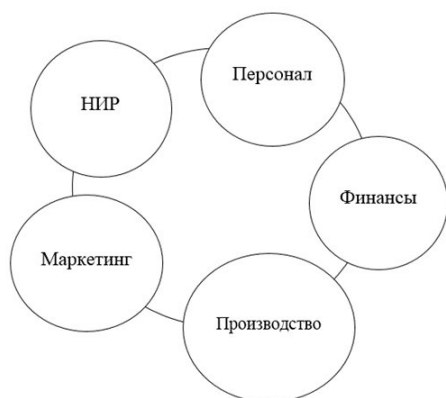 Персонал
НИР
Финансы
Маркетинг
Производство